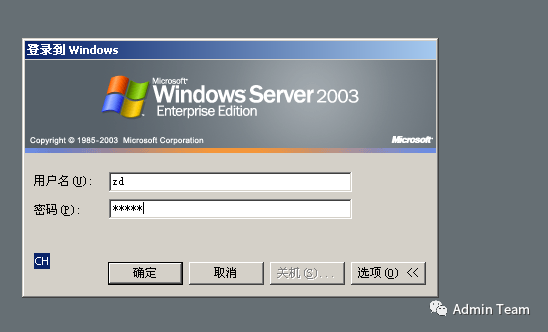 登录到 Windows
Microsoft
Windows Server 2003
Enterprise Edition
Copyright © 1985-2003 Microsoft Corporation
Microsoft
用户名(U):
zd
密码(P):
*****
CH
确定
取消
关机(S)...
选项(O) <<
Admin Team